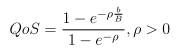 QoS = \frac{1 - e^{-\rho \frac{b}{B}}}{1 - e^{-\rho}}, \rho > 0